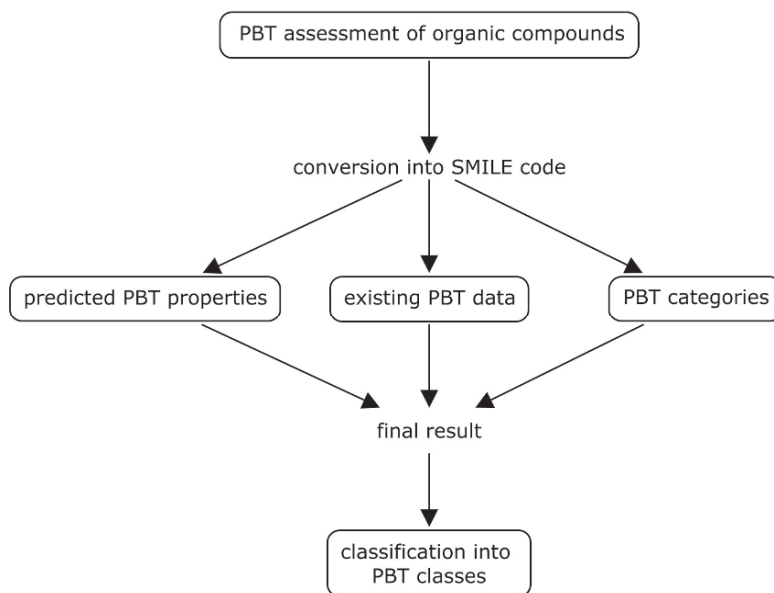 PBT assessment of organic compounds
conversion into SMILE code
predicted PBT properties
existing PBT data
PBT categories
final result
classification into
PBT classes